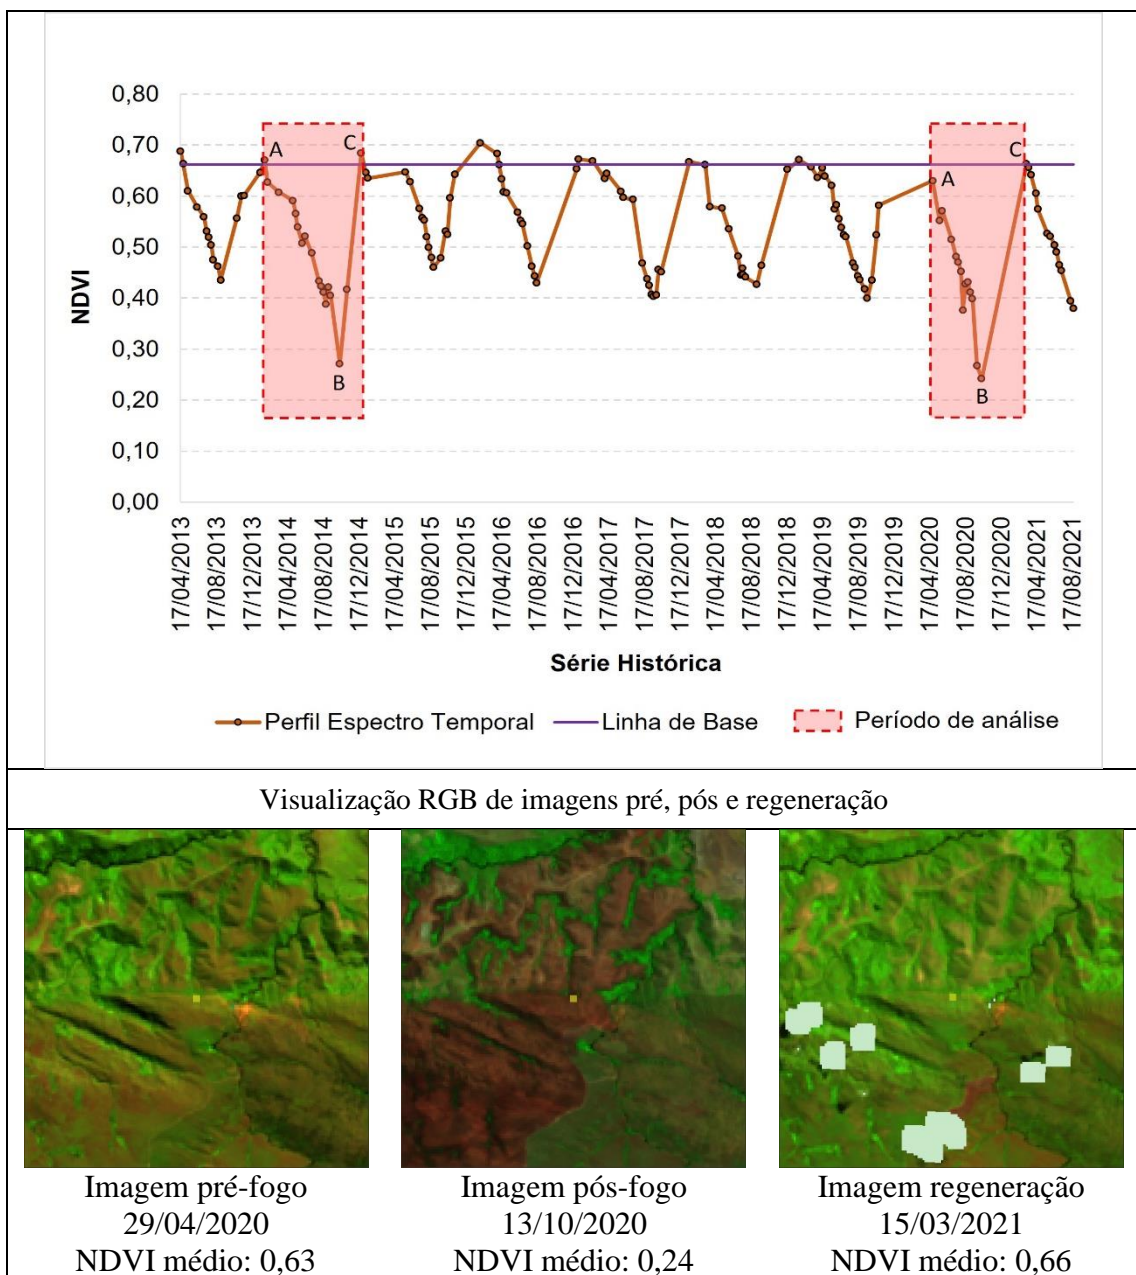 0,80
0,70
0,60
0,50
0,40
0,30
0,20
0,10
0,00
NDVI
A
B
C
A
B
C
17/04/2013
17/08/2013
17/12/2013
17/04/2014
17/08/2014
17/12/2014
17/04/2015
17/08/2015
17/12/2015
17/04/2016
17/08/2016
17/12/2016
17/04/2017
17/08/2017
17/12/2017
17/04/2018
17/08/2018
17/12/2018
17/04/2019
17/08/2019
17/12/2019
17/04/2020
17/08/2020
17/12/2020
17/04/2021
17/08/2021
Série Histórica
Perfil Espectro Temporal
Linha de Base
Período de análise
Visualização RGB de imagens pré, pós e regeneração
Imagem pré-fogo
29/04/2020
NDVI médio: 0,63
Imagem pós-fogo
13/10/2020
NDVI médio: 0,24
Imagem regeneração
15/03/2021
NDVI médio: 0,66